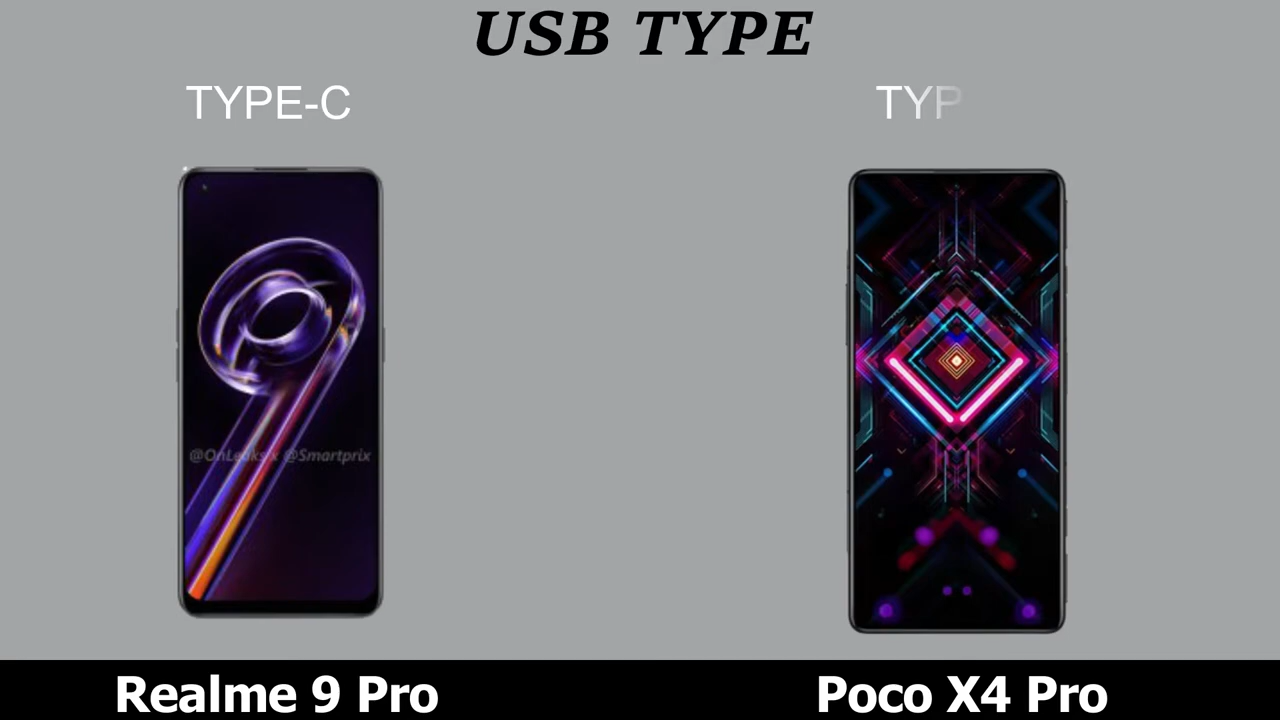 USB TYPE
TYPE-C
TYP
@OnLeaks x @Smartprix
Realme 9 Pro
Poco X4 Pro